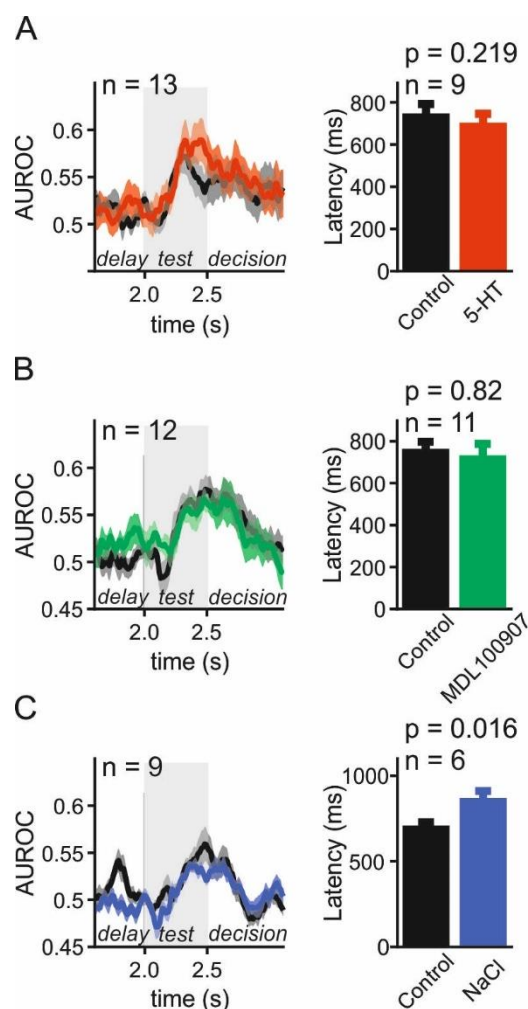 A
n = 13
AUROC
0.6
0.55
0.5
delay test decision
2.0 2.5
time (s)
p = 0.219
n = 9
Latency (ms)
800
600
400
200
0
Control
5-HT
B
n = 12
AUROC
0.6
0.55
0.5
0.45
delay test decision
2.0 2.5
time (s)
p = 0.82
n = 11
Latency (ms)
800
600
400
200
0
Control
MDL100907
C
n = 9
AUROC
0.6
0.55
0.5
0.45
delay test decision
2.0 2.5
time (s)
p = 0.016
n = 6
Latency (ms)
1000
500
0
Control
NaCl